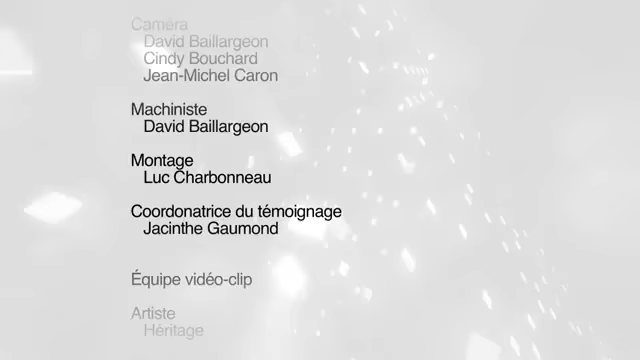 Caméra
David Baillargeon
Cindy Bouchard
Jean-Michel Caron
Machiniste
David Baillargeon
Montage
Luc Charbonneau
Coordonatrice du témoignage
Jacinthe Gaumond
Équipe vidéo-clip
Artiste
Héritage